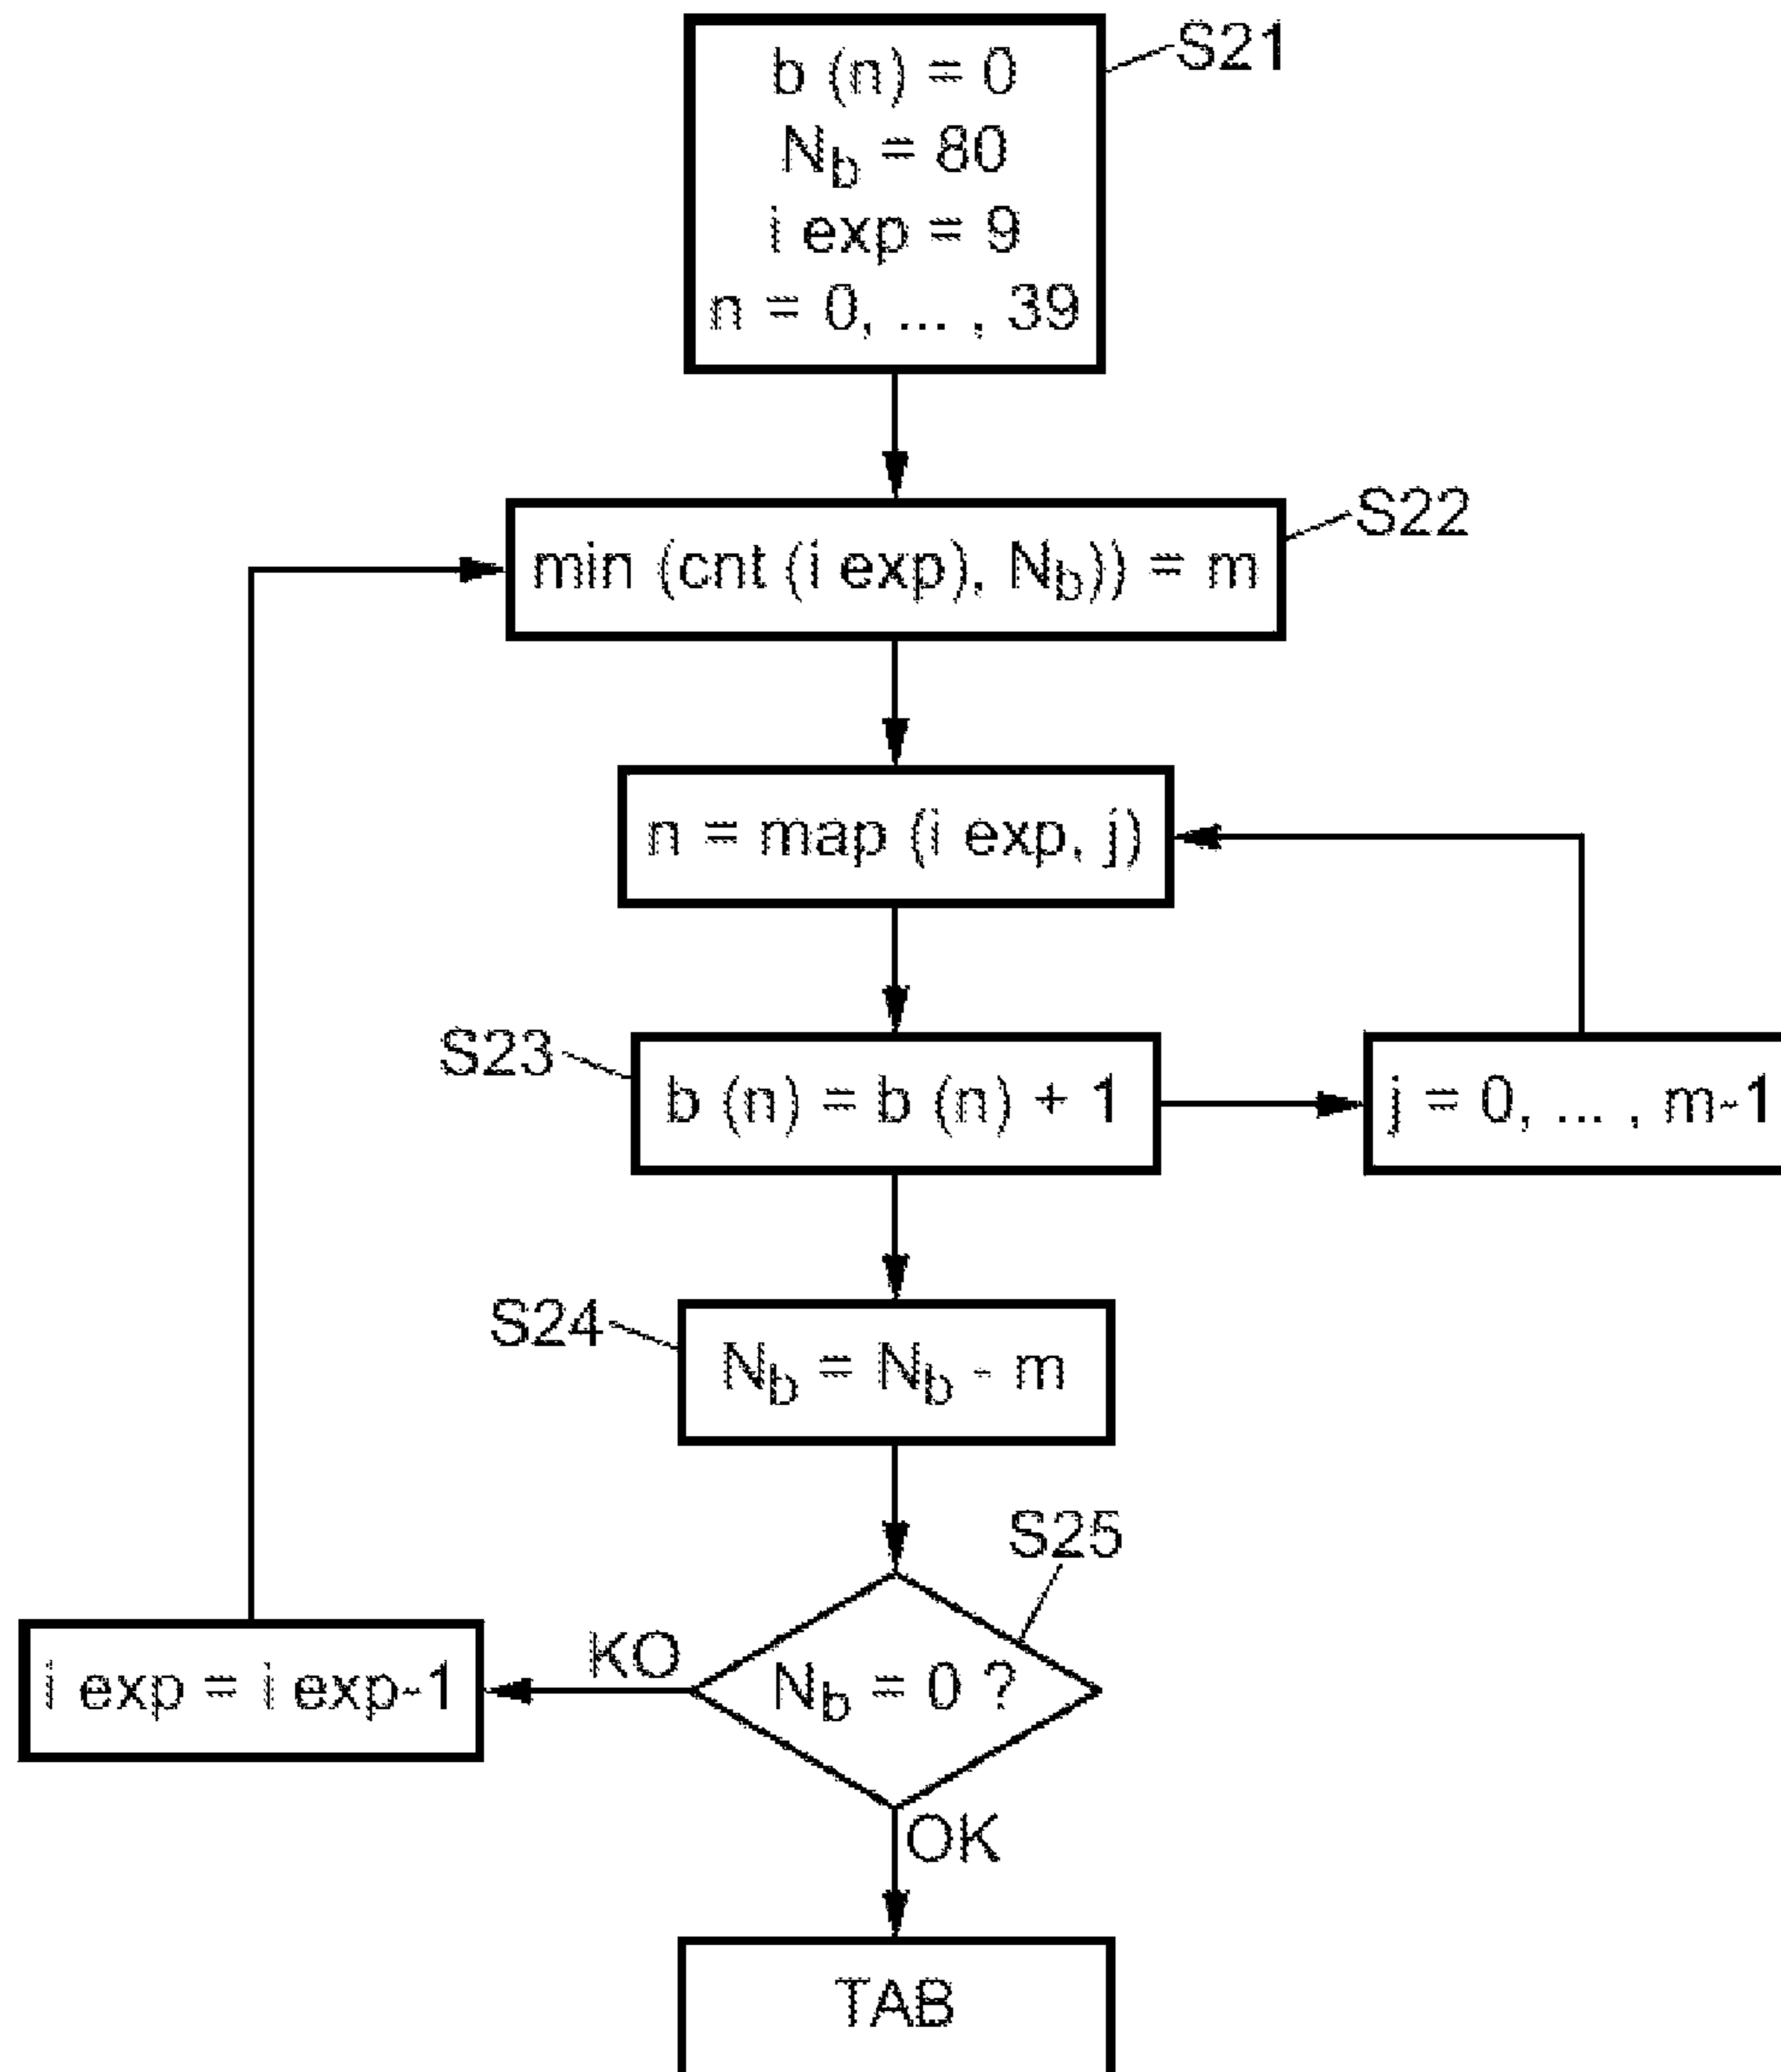 b (n) = 0
S21
N_b = 80
i exp = 9
n = 0, ... , 39
S22
min (cnt (i exp), N_b)) = m
n = map (i exp, j)
S23
b (n) = b (n) + 1
j = 0, ... , m-1
S24
N_b = N_b - m
S25
KO
i exp = i exp-1
N_b = 0 ?
OK
TAB